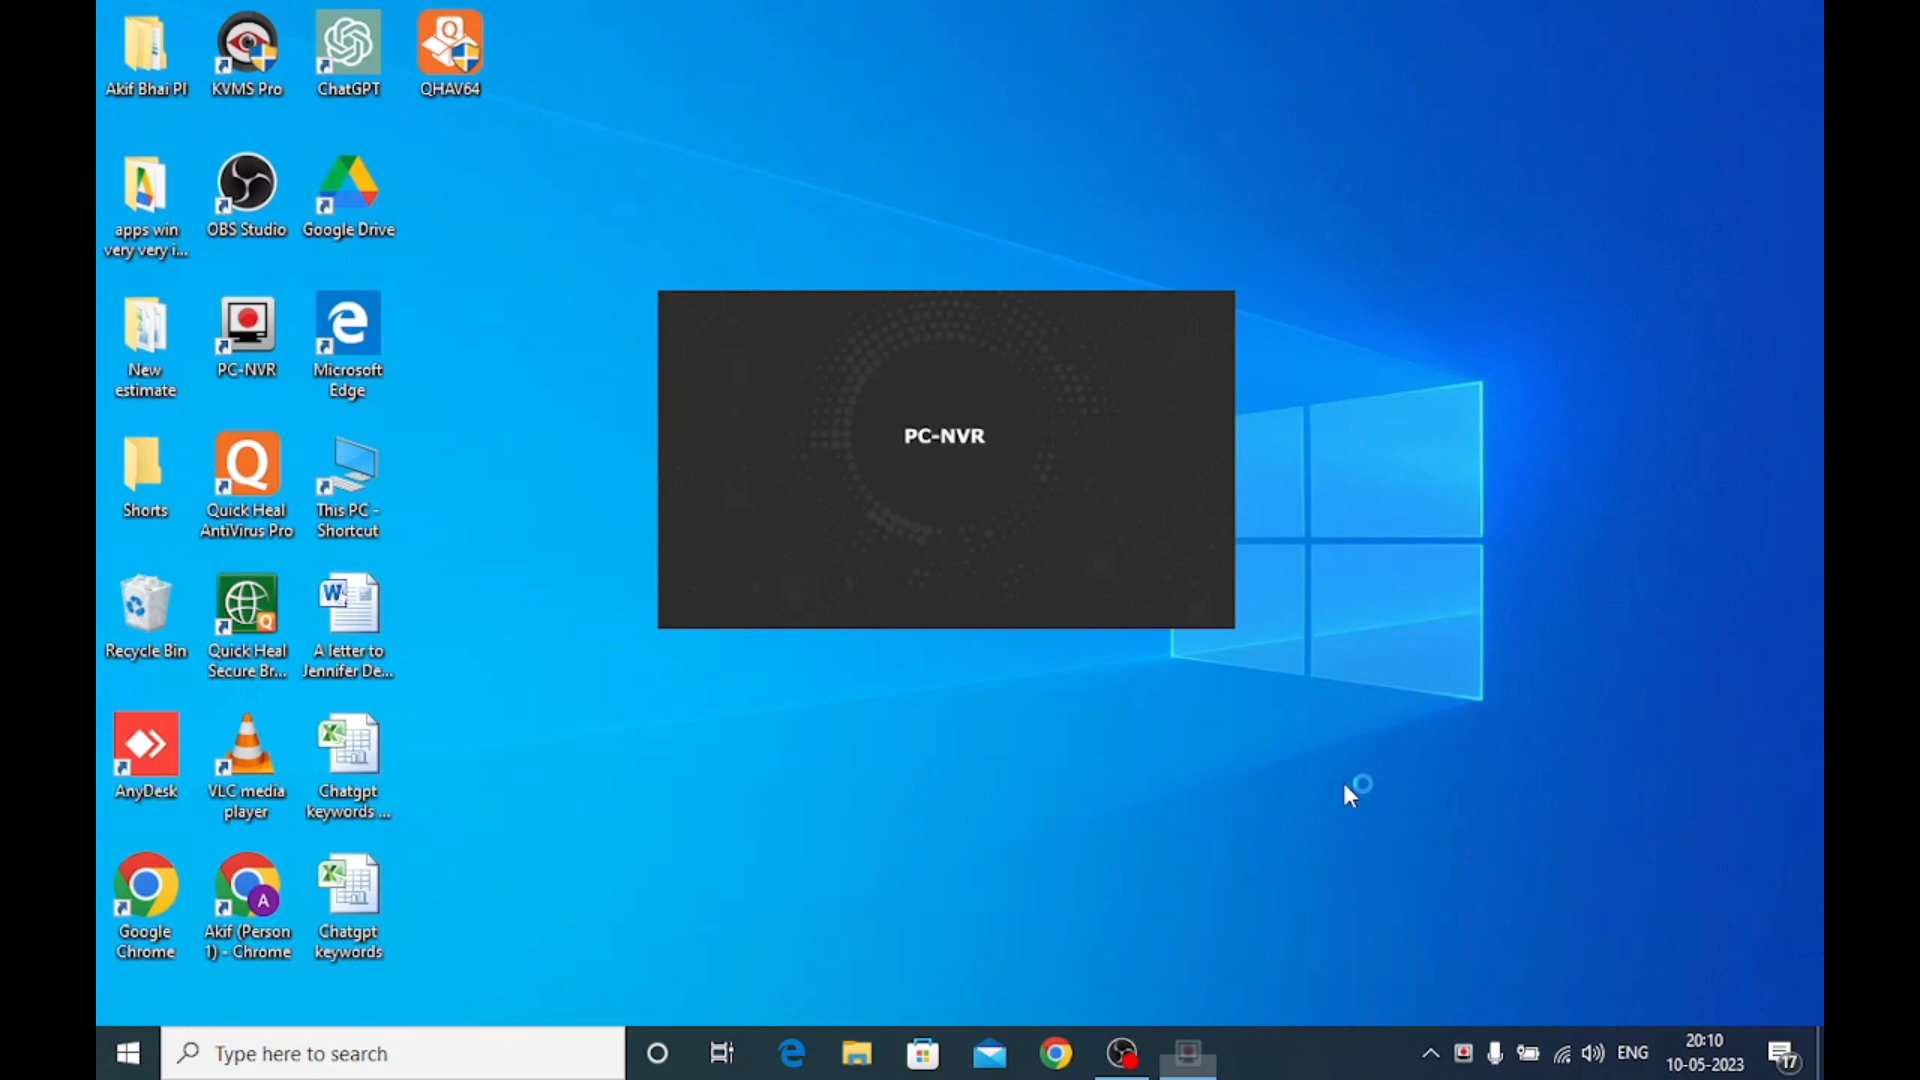 Akif Bhai PI
KVMS Pro
ChatGPT
QHAV64
apps win
very very i...
OBS Studio
Google Drive
New
estimate
PC-NVR
Microsoft
Edge
Shorts
Quick Heal
AntiVirus Pro
This PC -
Shortcut
Recycle Bin
Quick Heal
Secure Br...
A letter to
Jennifer De...
AnyDesk
VLC media
player
Chatgpt
keywords ...
Google
Chrome
A
Akif (Person
1) - Chrome
Chatgpt
keywords
PC-NVR
Type here to search
ENG
20:10
10-05-2023
17